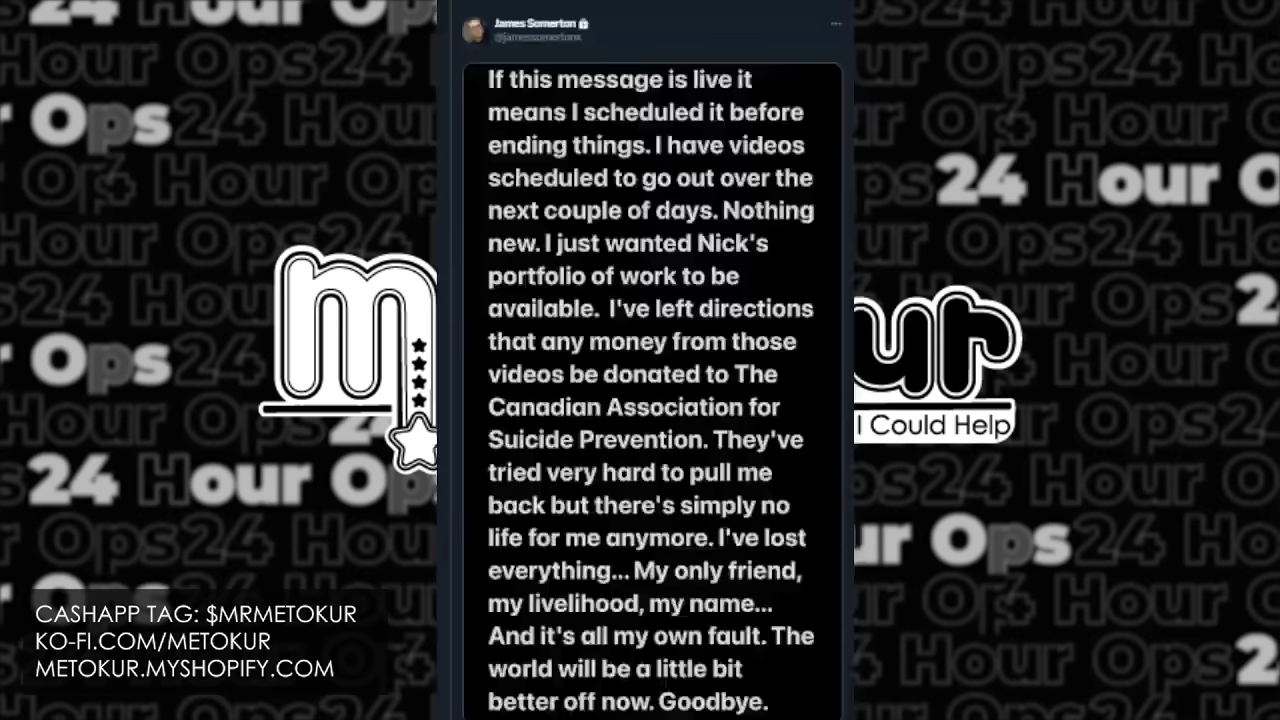 James Somerton
@jamessomertonx
If this message is live it
means I scheduled it before
ending things. I have videos
scheduled to go out over the
next couple of days. Nothing
new. I just wanted Nick's
portfolio of work to be
available. I've left directions
that any money from those
videos be donated to The
Canadian Association for
Suicide Prevention. They've
tried very hard to pull me
back but there's simply no
life for me anymore. I've lost
everything... My only friend,
my livelihood, my name...
And it's all my own fault. The
world will be a little bit
better off now. Goodbye.
m
ur
I Could Help
24 Hour Ops
CASHAPP TAG: $MRMETOKUR
KO-FI.COM/METOKUR
METOKUR.MYSHOPIFY.COM